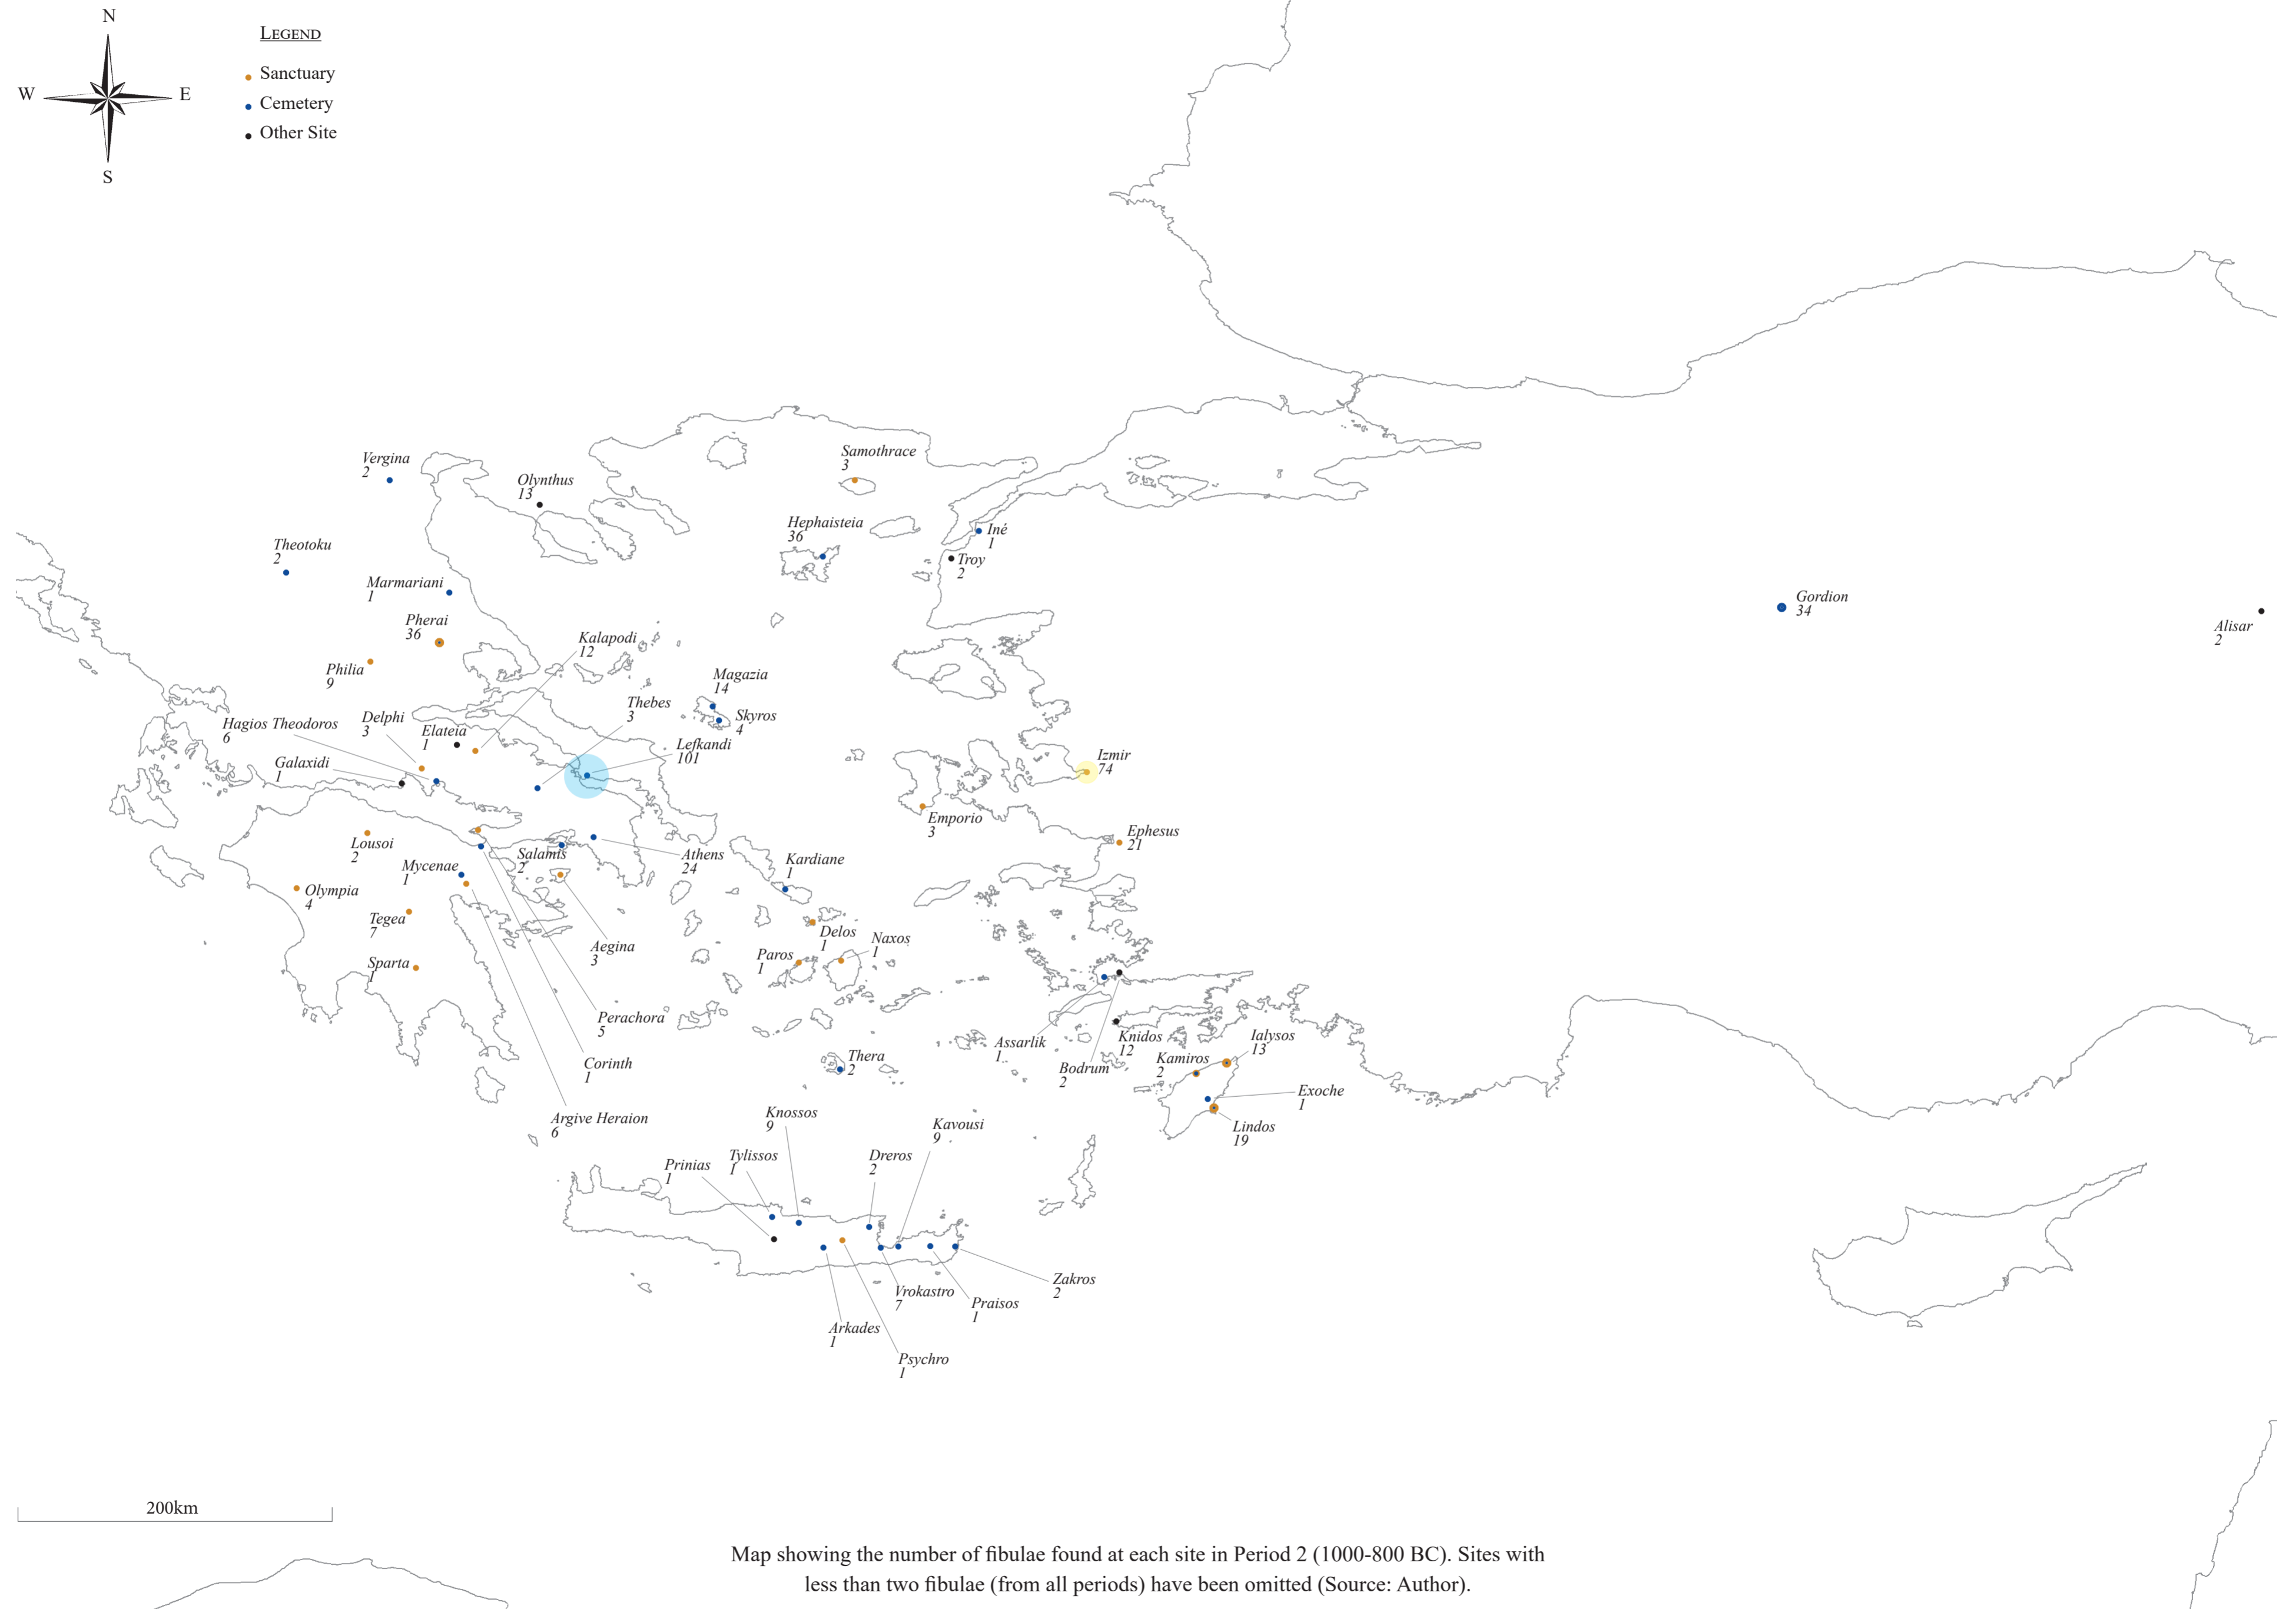 N
W
E
S
LEGEND
Sanctuary
Cemetery
Other Site
Vergina
2
Olynthus
13
Samothrace
3
Hephaisteia
36
Iné
1
Troy
2
Theotoku
2
Marmariani
1
Pherai
36
Philia
9
Kalapodi
12
Gordion
34
Alisar
2
Magazia
14
Skyros
4
Thebes
3
Lefkandi
101
Hagios Theodoros
6
Delphi
3
Elateia
1
Galaxidi
1
Izmir
74
Emporio
3
Ephesus
21
Lousoi
2
Mycenae
1
Salamis
2
Athens
24
Kardiane
1
Olympia
4
Tegea
7
Sparta
1
Aegina
3
Delos
1
Paros
1
Naxos
1
Perachora
5
Corinth
1
Argive Heraion
6
Thera
2
Assarlik
1
Bodrum
2
Knidos
12
Kamiros
2
Ialysos
13
Exoche
1
Lindos
19
Knossos
9
Kavousi
9
Tylissos
1
Dreros
2
Prinias
1
Zakros
2
Vrokastro
7
Praisos
1
Arkades
1
Psychro
1
200km
Map showing the number of fibulae found at each site in Period 2 (1000-800 BC). Sites with
less than two fibulae (from all periods) have been omitted (Source: Author).